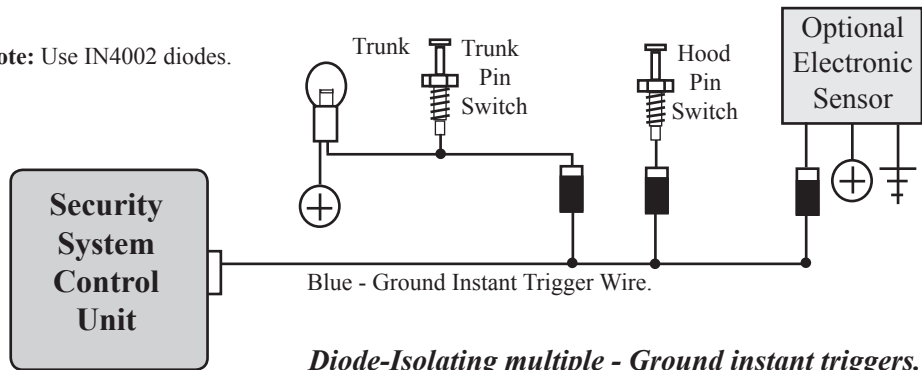 ote: Use IN4002 diodes.
Trunk
Trunk
Pin
Switch
Hood
Pin
Switch
Optional
Electronic
Sensor
Security
System
Control
Unit
Blue - Ground Instant Trigger Wire.
Diode-Isolating multiple - Ground instant triggers.